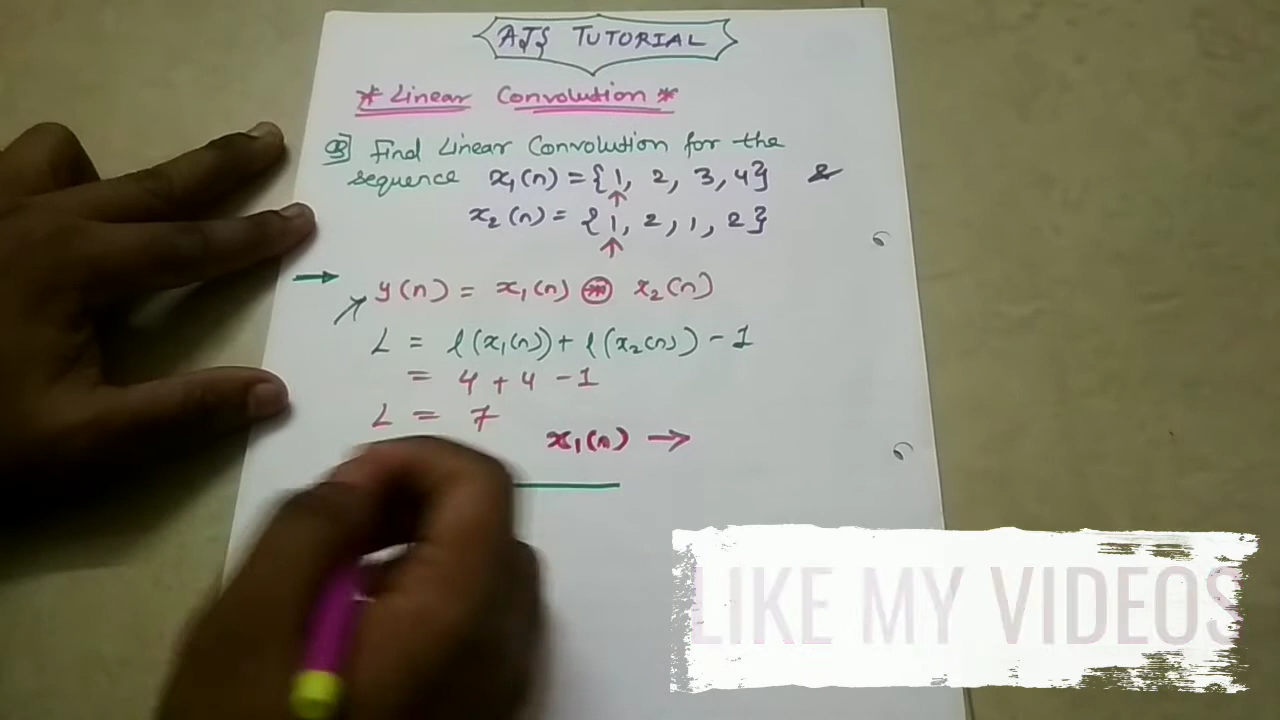 AJS TUTORIAL
* Linear Convolution *
Q] Find Linear Convolution for the
sequence x₁(n) = {1, 2, 3, 4} &
↑
x₂(n) = {1, 2, 1, 2}
↑
→
↗ y(n) = x₁(n) ⊛ x₂(n)
L = l(x₁(n)) + l(x₂(n)) - 1
= 4 + 4 - 1
L = 7
x₁(n) →
LIKE MY VIDEOS